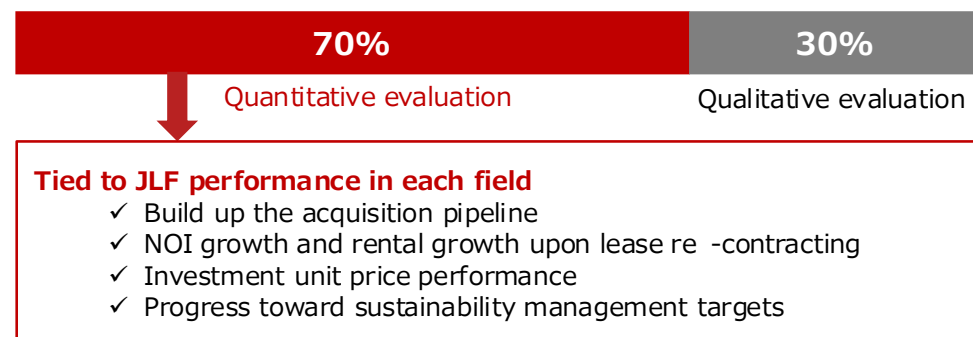 70%
30%
Quantitative evaluation
Qualitative evaluation
Tied to JLF performance in each field
✓ Build up the acquisition pipeline
✓ NOI growth and rental growth upon lease re -contracting
✓ Investment unit price performance
✓ Progress toward sustainability management targets